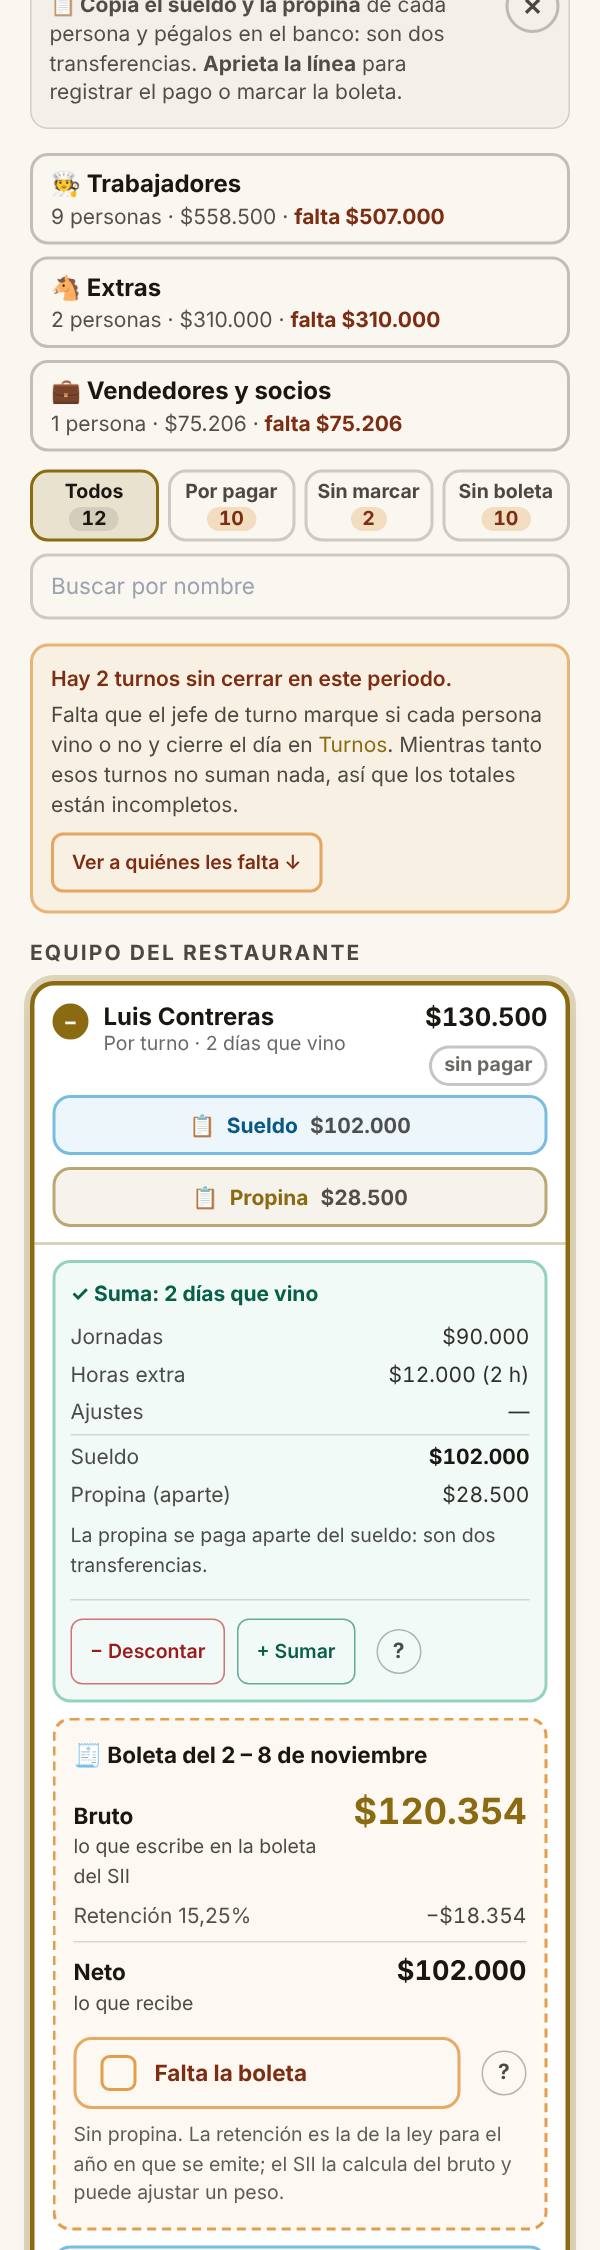 📋 Copia el sueldo y la propina de cada
persona y pégalos en el banco: son dos
transferencias. Aprieta la línea para
registrar el pago o marcar la boleta.
✕
🧑‍🍳 Trabajadores
9 personas · $558.500 · falta $507.000
🐴 Extras
2 personas · $310.000 · falta $310.000
💼 Vendedores y socios
1 persona · $75.206 · falta $75.206
Todos
12
Por pagar
10
Sin marcar
2
Sin boleta
10
Buscar por nombre
Hay 2 turnos sin cerrar en este periodo.
Falta que el jefe de turno marque si cada persona
vino o no y cierre el día en Turnos. Mientras tanto
esos turnos no suman nada, así que los totales
están incompletos.
Ver a quiénes les falta ↓
EQUIPO DEL RESTAURANTE
– Luis Contreras $130.500
Por turno · 2 días que vino
sin pagar
📋 Sueldo $102.000
📋 Propina $28.500
✓ Suma: 2 días que vino
Jornadas $90.000
Horas extra $12.000 (2 h)
Ajustes —
Sueldo $102.000
Propina (aparte) $28.500
La propina se paga aparte del sueldo: son dos
transferencias.
− Descontar + Sumar ?
🧾 Boleta del 2 – 8 de noviembre
Bruto $120.354
lo que escribe en la boleta
del SII
Retención 15,25% −$18.354
Neto $102.000
lo que recibe
Falta la boleta ?
Sin propina. La retención es la de la ley para el
año en que se emite; el SII la calcula del bruto y
puede ajustar un peso.